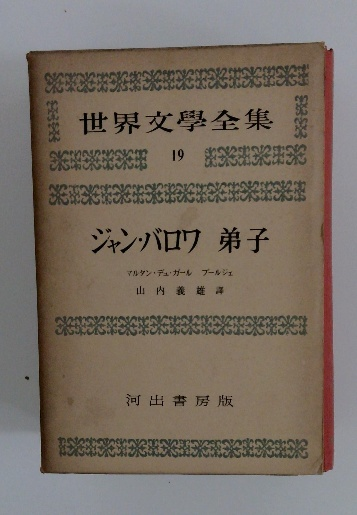 世界文學全集
19
ジャン・バロワ 弟子
マルタン・デュ・ガール ブールジェ
山内義雄譯
河出書房版